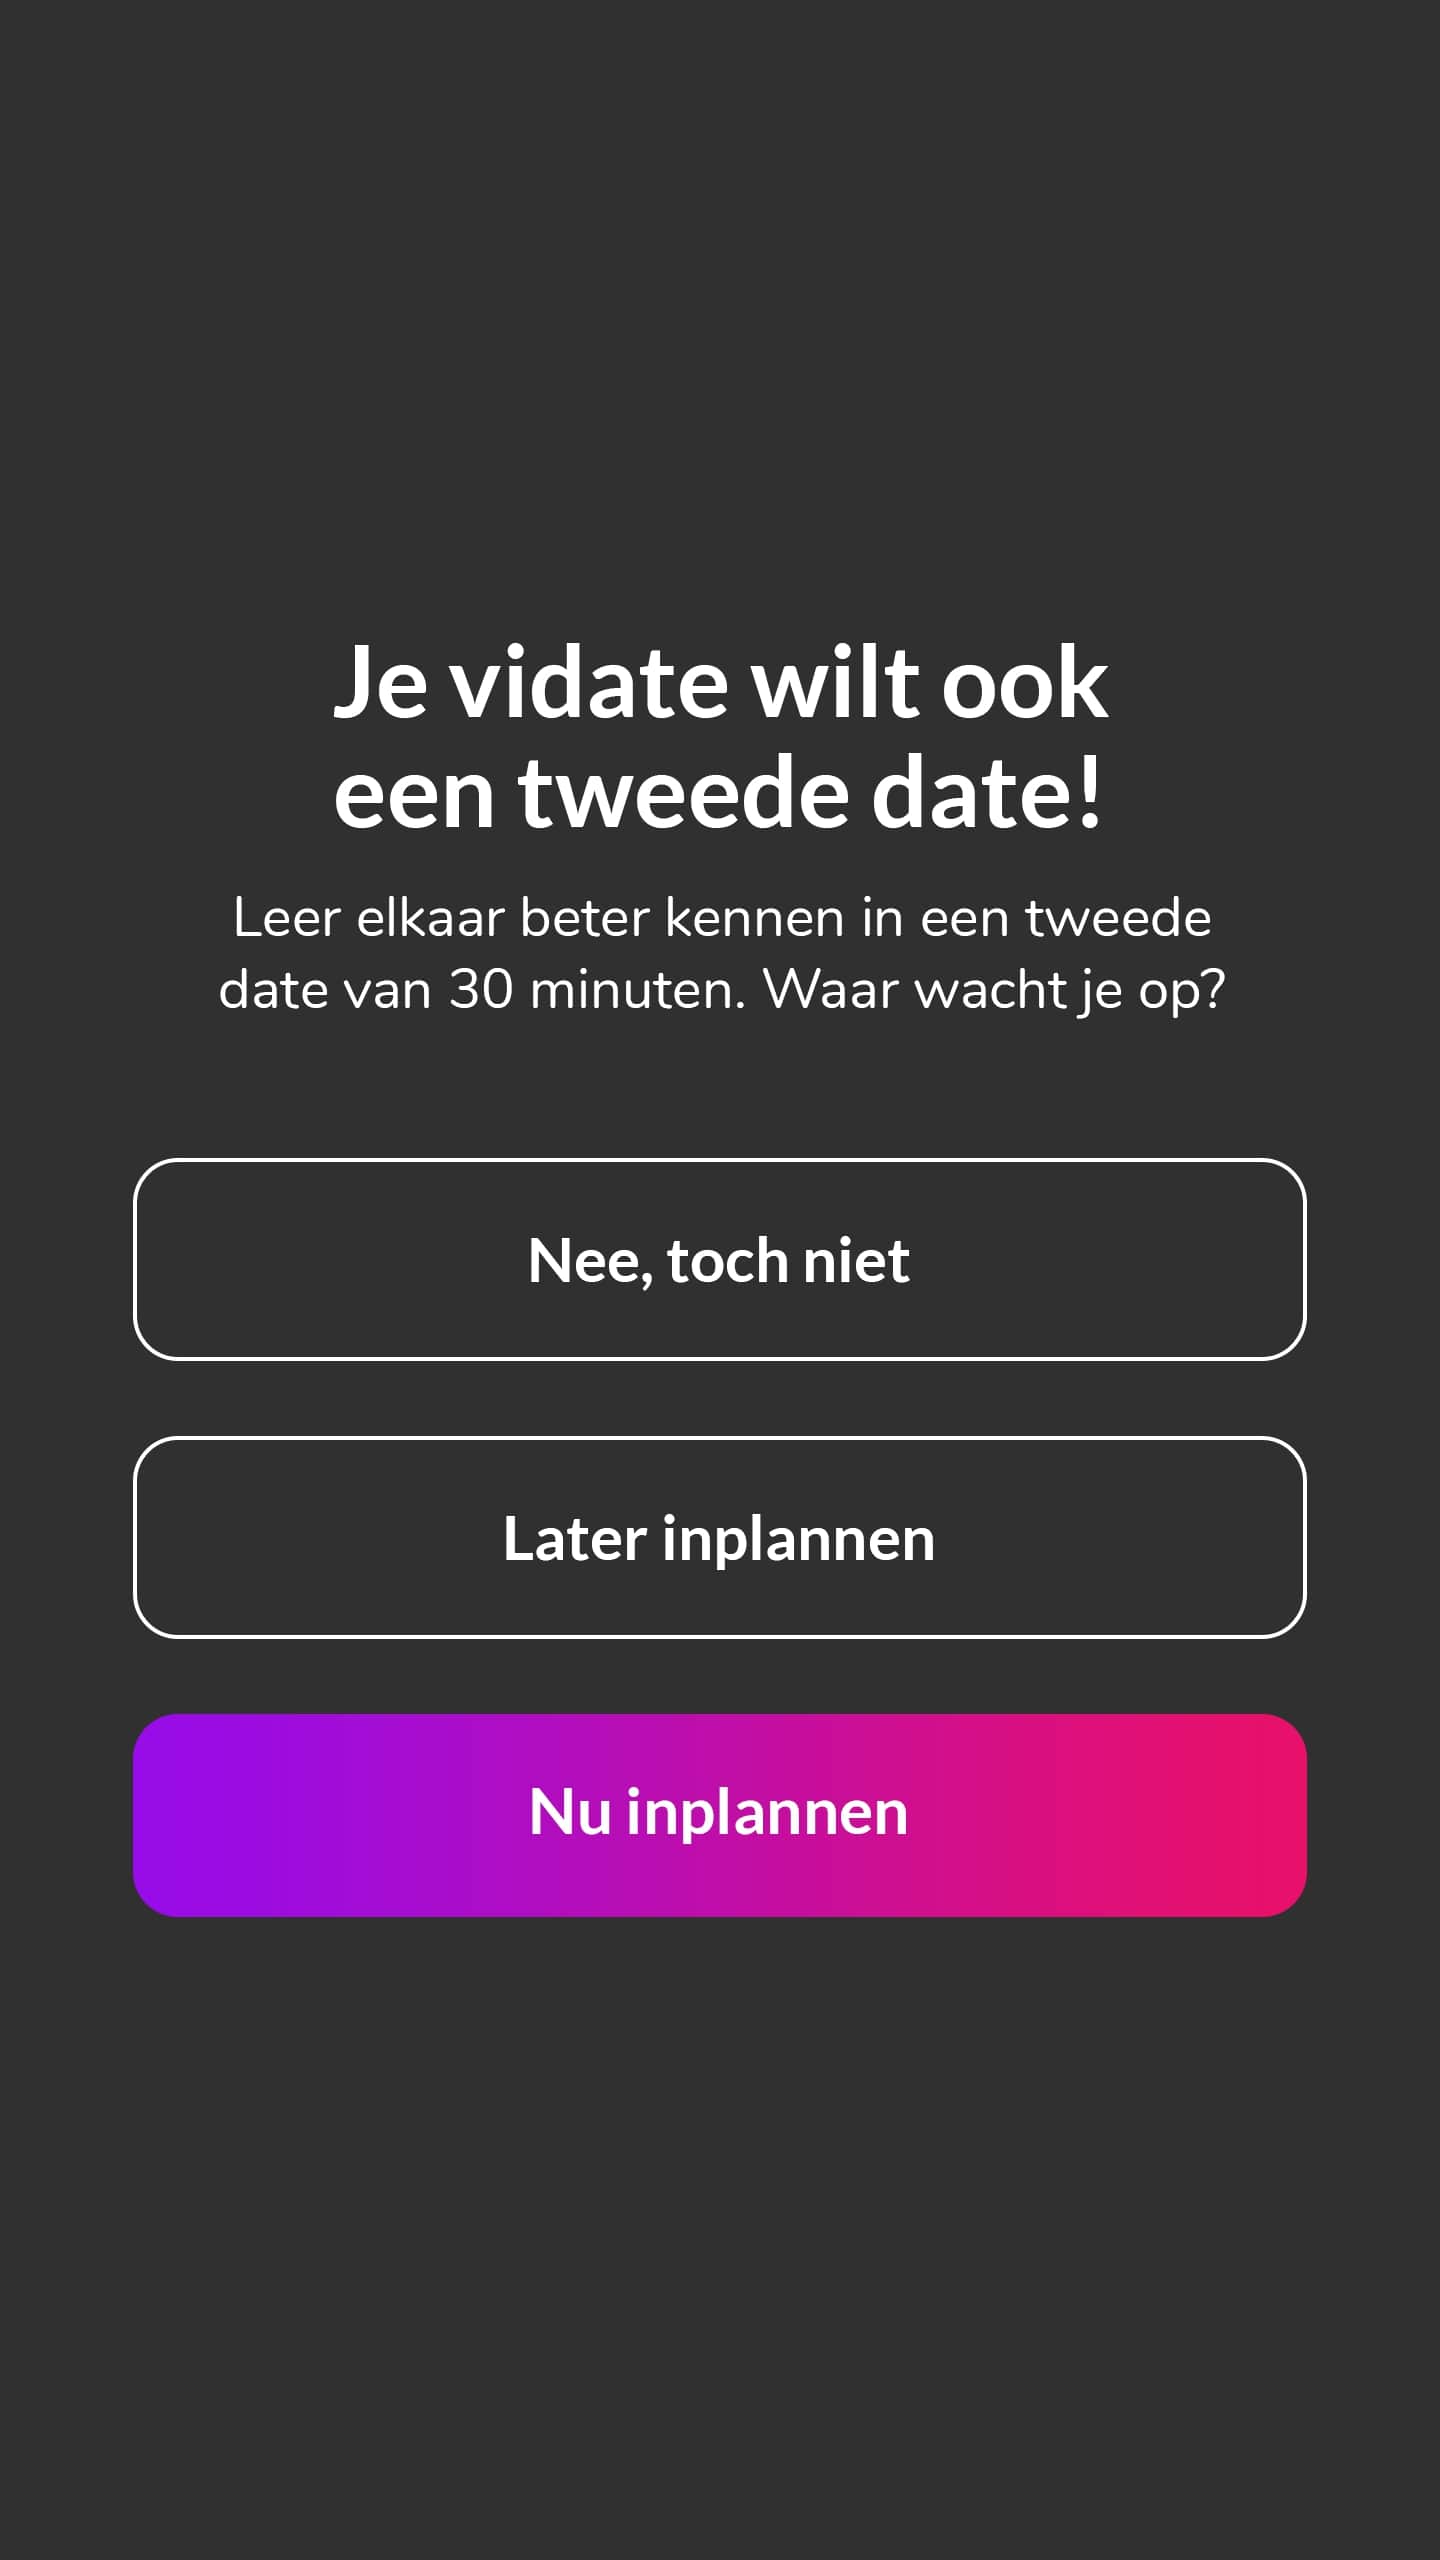 Je vidate wilt ook
een tweede date!
Leer elkaar beter kennen in een tweede
date van 30 minuten. Waar wacht je op?
Nee, toch niet
Later inplannen
Nu inplannen